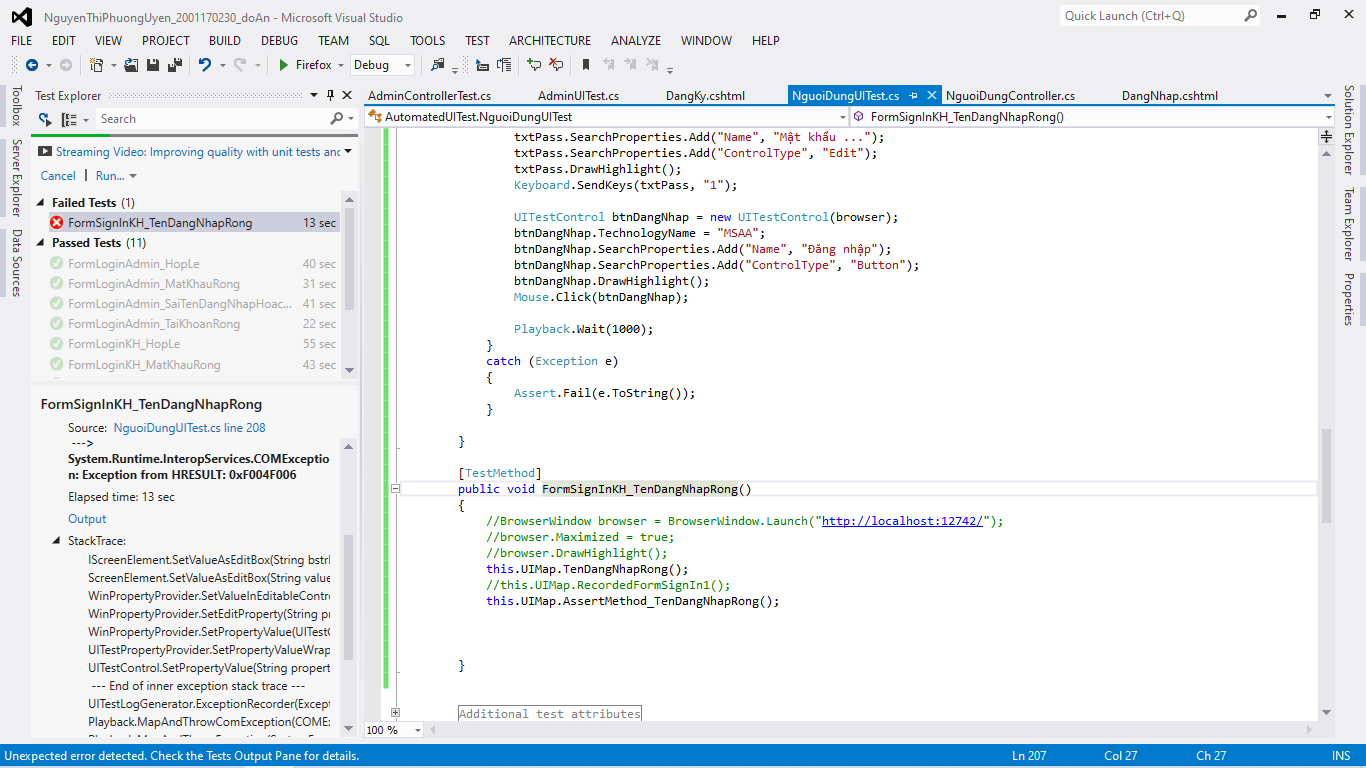 NguyenThiPhuongUyen_2001170230_doAn - Microsoft Visual Studio
Quick Launch (Ctrl+Q)
FILE EDIT VIEW PROJECT BUILD DEBUG TEAM SQL TOOLS TEST ARCHITECTURE ANALYZE WINDOW HELP
Firefox Debug
Toolbox
Server Explorer
Data Sources
Test Explorer
Search
Streaming Video: Improving quality with unit tests anc
Cancel | Run...
Failed Tests (1)
FormSignInKH_TenDangNhapRong 13 sec
Passed Tests (11)
FormLoginAdmin_HopLe 40 sec
FormLoginAdmin_MatKhauRong 31 sec
FormLoginAdmin_SaiTenDangNhapHoac... 41 sec
FormLoginAdmin_TaiKhoanRong 22 sec
FormLoginKH_HopLe 55 sec
FormLoginKH_MatKhauRong 43 sec
FormSignInKH_TenDangNhapRong
Source: NguoiDungUITest.cs line 208
--->
System.Runtime.InteropServices.COMExceptio
n: Exception from HRESULT: 0xF004F006
Elapsed time: 13 sec
Output
StackTrace:
IScreenElement.SetValueAsEditBox(String bstrl
ScreenElement.SetValueAsEditBox(String value
WinPropertyProvider.SetValueInEditableContro
WinPropertyProvider.SetEditProperty(String pr
WinPropertyProvider.SetPropertyValue(UITestC
UITestPropertyProvider.SetPropertyValueWrap
UITestControl.SetPropertyValue(String propert
--- End of inner exception stack trace ---
UITestLogGenerator.ExceptionRecorder(Except
Playback.MapAndThrowComException(COMEx
AdminControllerTest.cs AdminUITest.cs DangKy.cshtml NguoiDungUITest.cs NguoiDungController.cs DangNhap.cshtml
AutomatedUITest.NguoiDungUITest FormSignInKH_TenDangNhapRong()
txtPass.SearchProperties.Add("Name", "Mật khẩu ...");
txtPass.SearchProperties.Add("ControlType", "Edit");
txtPass.DrawHighlight();
Keyboard.SendKeys(txtPass, "1");
UITestControl btnDangNhap = new UITestControl(browser);
btnDangNhap.TechnologyName = "MSAA";
btnDangNhap.SearchProperties.Add("Name", "Đăng nhập");
btnDangNhap.SearchProperties.Add("ControlType", "Button");
btnDangNhap.DrawHighlight();
Mouse.Click(btnDangNhap);
Playback.Wait(1000);
}
catch (Exception e)
{
Assert.Fail(e.ToString());
}
}
[TestMethod]
public void FormSignInKH_TenDangNhapRong()
{
//BrowserWindow browser = BrowserWindow.Launch("http://localhost:12742/");
//browser.Maximized = true;
//browser.DrawHighlight();
this.UIMap.TenDangNhapRong();
//this.UIMap.RecordedFormSignIn1();
this.UIMap.AssertMethod_TenDangNhapRong();
}
Additional test attributes
100 %
Solution Explorer
Team Explorer
Properties
Unexpected error detected. Check the Tests Output Pane for details.
Ln 207 Col 27 Ch 27 INS